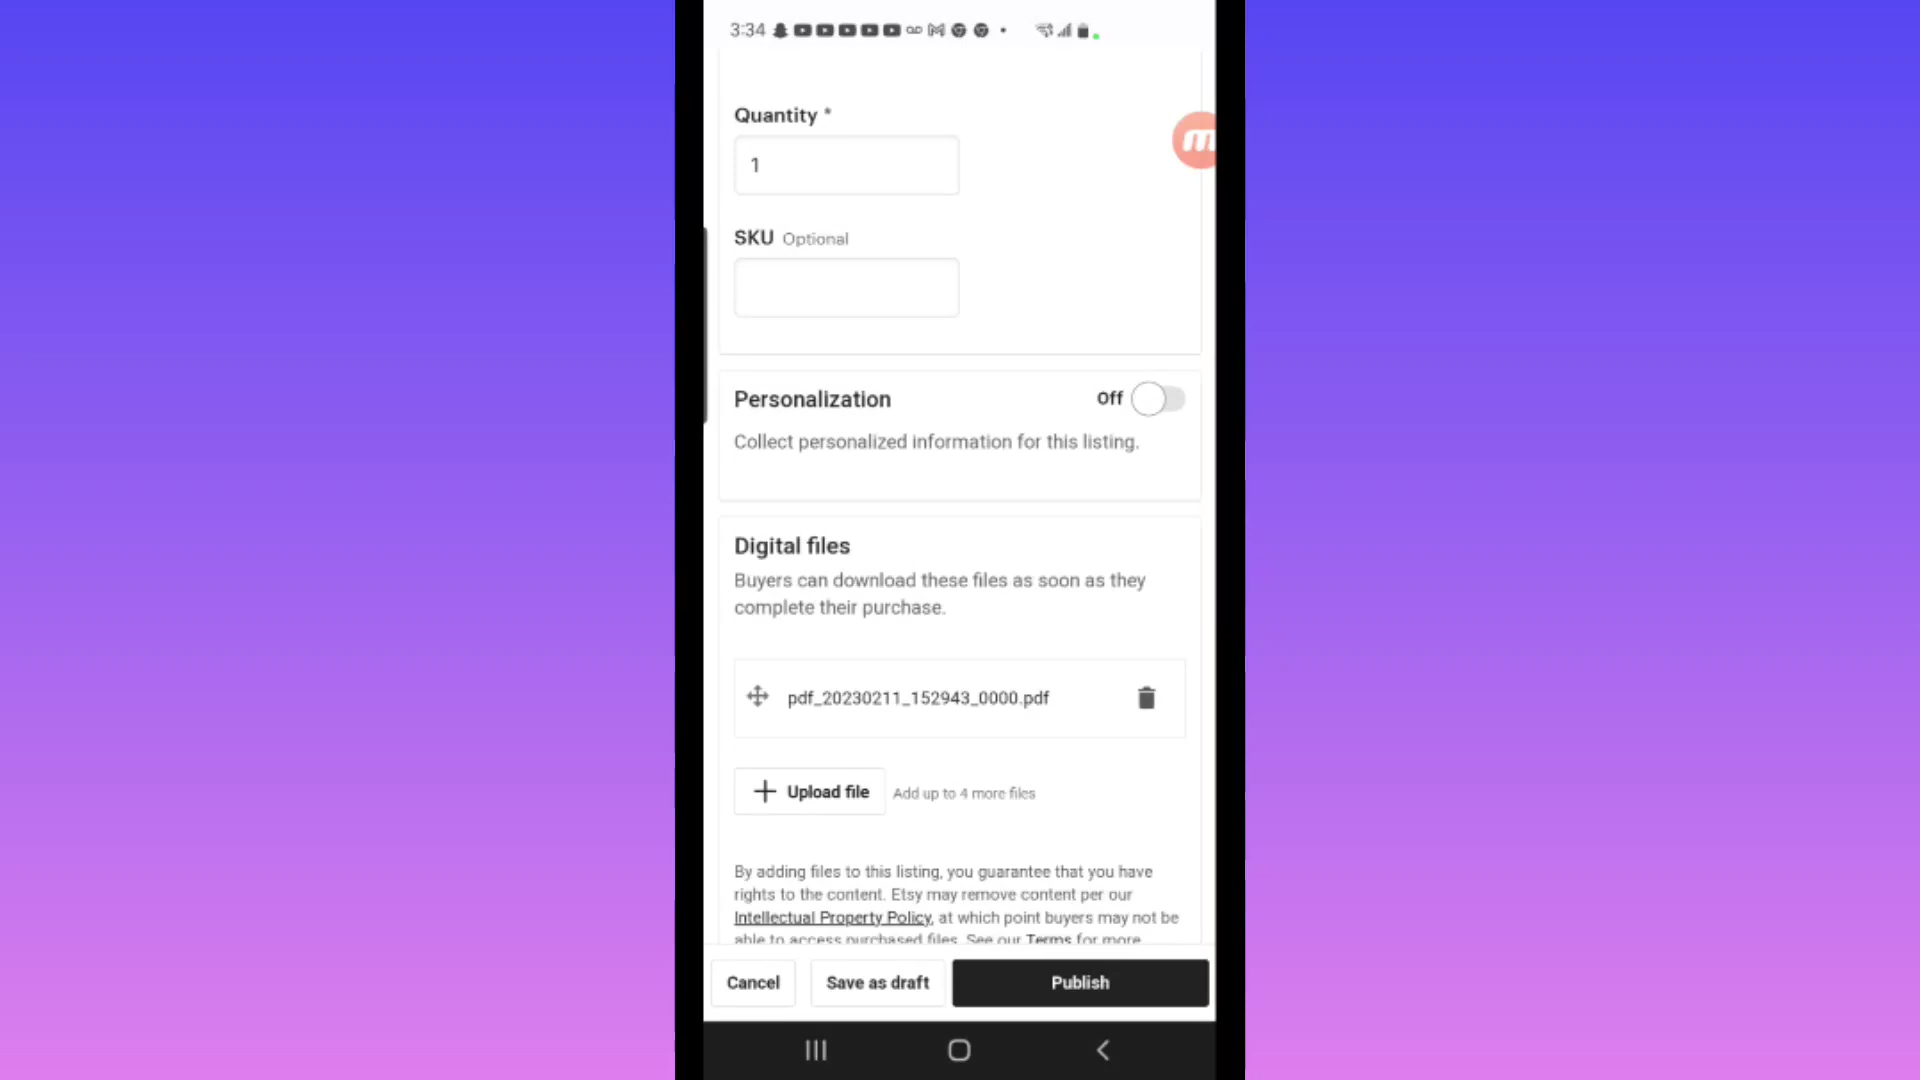 3:34
Quantity *
1
SKU Optional
Personalization Off
Collect personalized information for this listing.
Digital files
Buyers can download these files as soon as they
complete their purchase.
pdf_20230211_152943_0000.pdf
+ Upload file Add up to 4 more files
By adding files to this listing, you guarantee that you have
rights to the content. Etsy may remove content per our
Intellectual Property Policy, at which point buyers may not be
able to access purchased files. See our Terms for more
Cancel Save as draft Publish